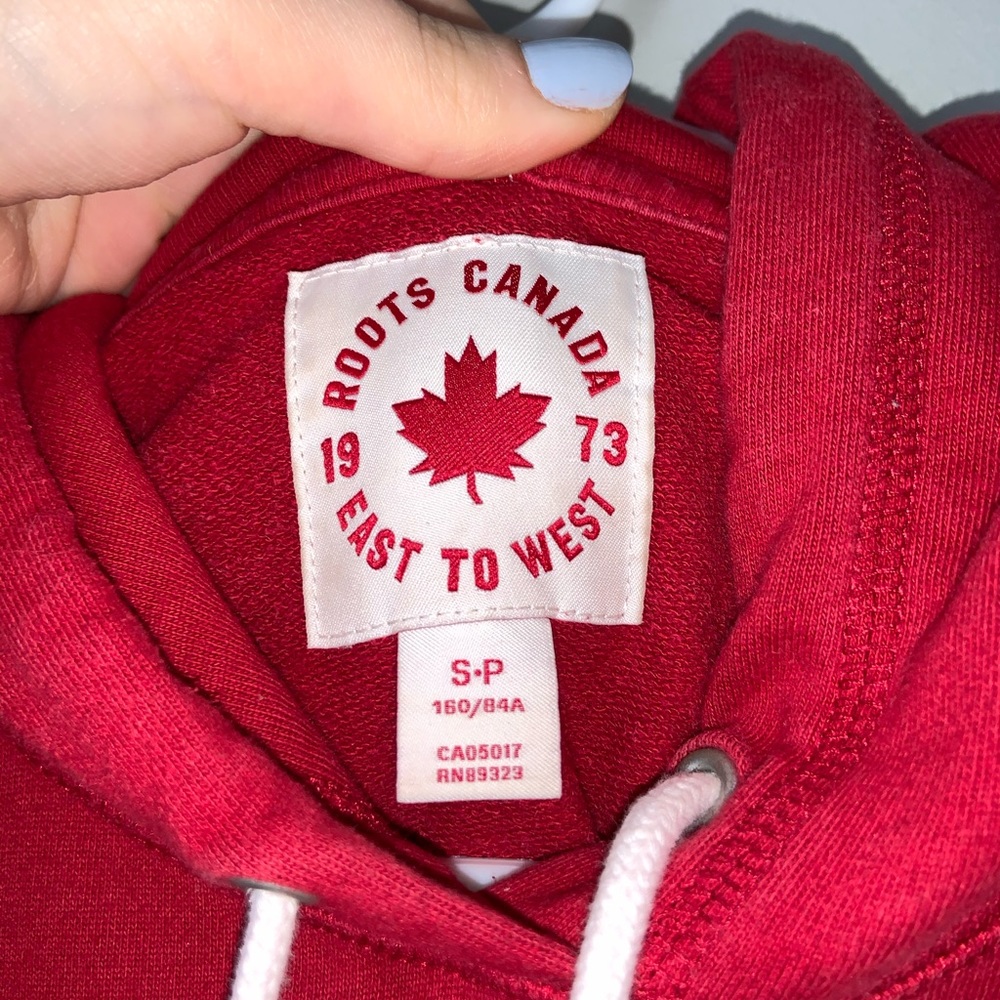 ROOTS CANADA
19 73
EAST TO WEST
S•P
160/84A
CA05017
RN89323